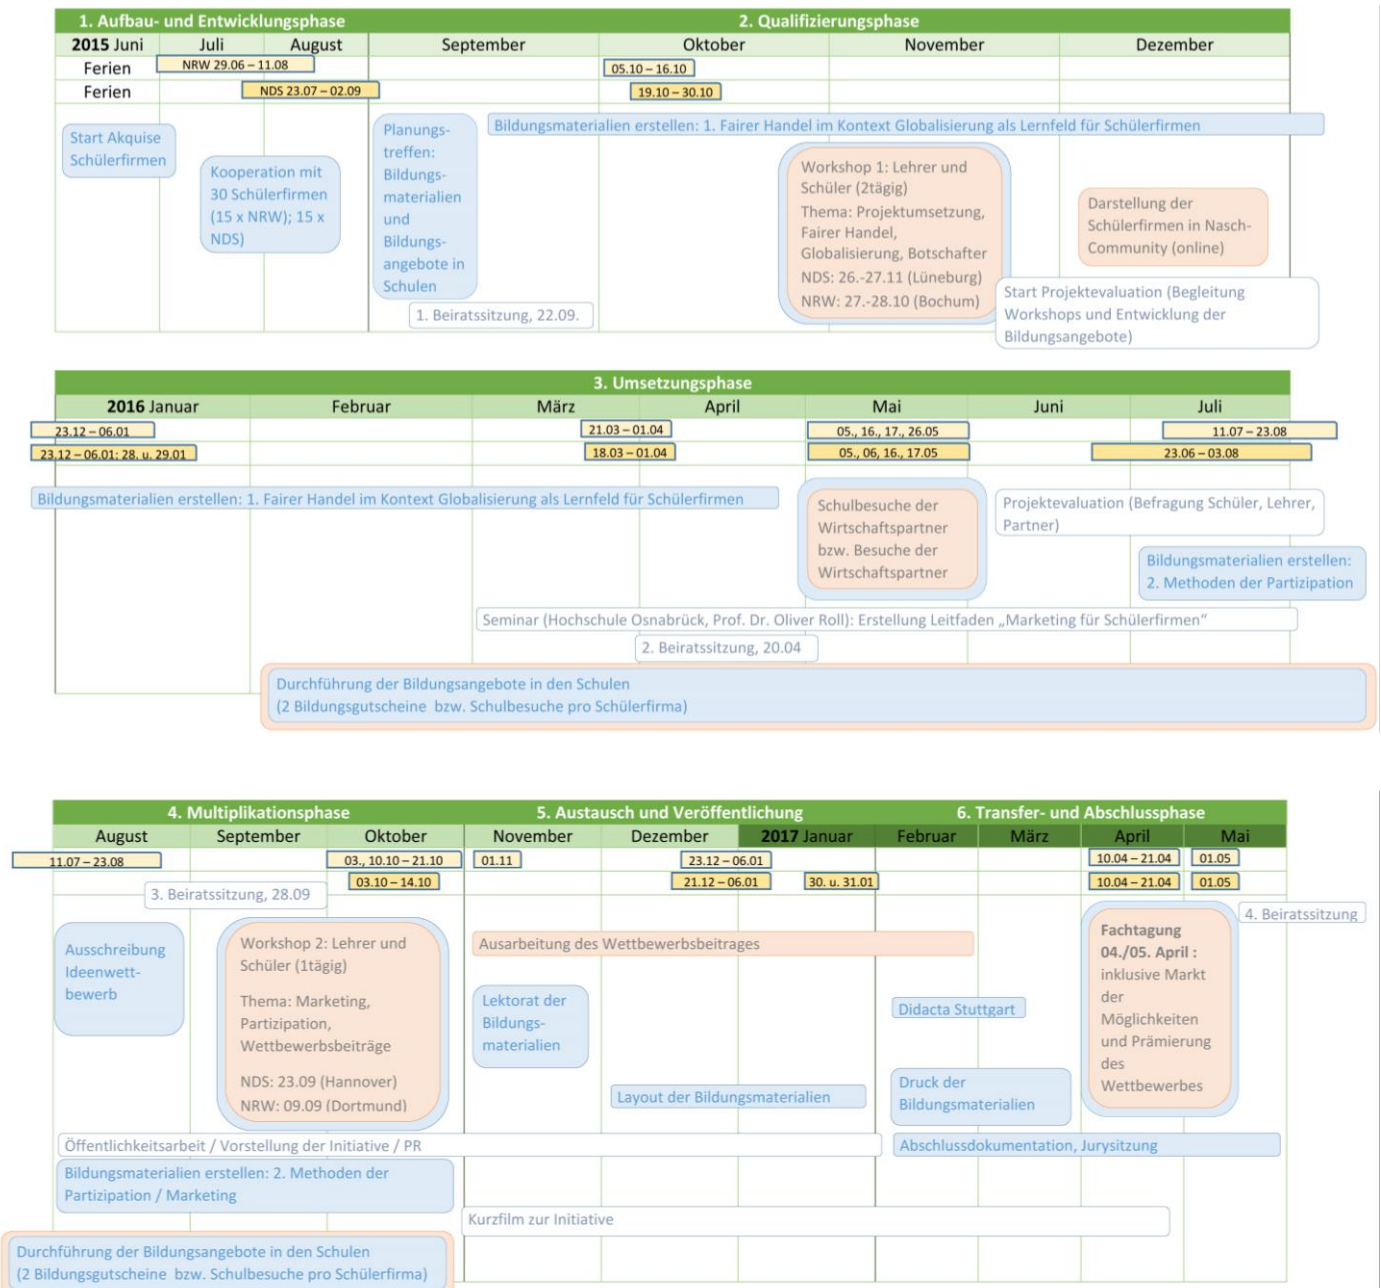 1. Aufbau- und Entwicklungsphase
2. Qualifizierungsphase
2015 Juni
Juli
August
September
Oktober
November
Dezember
Ferien
NRW 29.06 – 11.08
05.10 – 16.10
Ferien
NDS 23.07 – 02.09
19.10 – 30.10
Start Akquise
Schülerfirmen
Kooperation mit
30 Schülerfirmen
(15 x NRW); 15 x
NDS)
Planungs-
treffen:
Bildungs-
materialien
und
Bildungs-
angebote in
Schulen
Bildungsmaterialien erstellen: 1. Fairer Handel im Kontext Globalisierung als Lernfeld für Schülerfirmen
1. Beiratssitzung, 22.09.
Workshop 1: Lehrer und
Schüler (2tägig)
Thema: Projektumsetzung,
Fairer Handel,
Globalisierung, Botschafter
NDS: 26.-27.11 (Lüneburg)
NRW: 27.-28.10 (Bochum)
Darstellung der
Schülerfirmen in Nasch-
Community (online)
Start Projektevaluation (Begleitung
Workshops und Entwicklung der
Bildungsangebote)
3. Umsetzungsphase
2016 Januar
Februar
März
April
Mai
Juni
Juli
23.12 – 06.01
21.03 – 01.04
05., 16., 17., 26.05
11.07 – 23.08
23.12 – 06.01; 28. u. 29.01
18.03 – 01.04
05., 06, 16., 17.05
23.06 – 03.08
Bildungsmaterialien erstellen: 1. Fairer Handel im Kontext Globalisierung als Lernfeld für Schülerfirmen
Schulbesuche der
Wirtschaftspartner
bzw. Besuche der
Wirtschaftspartner
Projektevaluation (Befragung Schüler, Lehrer,
Partner)
Bildungsmaterialien erstellen:
2. Methoden der Partizipation
Seminar (Hochschule Osnabrück, Prof. Dr. Oliver Roll): Erstellung Leitfaden „Marketing für Schülerfirmen“
2. Beiratssitzung, 20.04
Durchführung der Bildungsangebote in den Schulen
(2 Bildungsgutscheine bzw. Schulbesuche pro Schülerfirma)
4. Multiplikationsphase
5. Austausch und Veröffentlichung
6. Transfer- und Abschlussphase
August
September
Oktober
November
Dezember
2017 Januar
Februar
März
April
Mai
11.07 – 23.08
03., 10.10 – 21.10
01.11
23.12 – 06.01
10.04 – 21.04
01.05
03.10 – 14.10
21.12 – 06.01
30. u. 31.01
10.04 – 21.04
01.05
3. Beiratssitzung, 28.09
4. Beiratssitzung
Ausschreibung
Ideenwett-
bewerb
Workshop 2: Lehrer und
Schüler (1tägig)
Thema: Marketing,
Partizipation,
Wettbewerbsbeiträge
NDS: 23.09 (Hannover)
NRW: 09.09 (Dortmund)
Ausarbeitung des Wettbewerbsbeitrages
Lektorat der
Bildungs-
materialien
Layout der Bildungsmaterialien
Didacta Stuttgart
Druck der
Bildungsmaterialien
Fachtagung
04./05. April :
inklusive Markt
der
Möglichkeiten
und Prämierung
des
Wettbewerbes
Öffentlichkeitsarbeit / Vorstellung der Initiative / PR
Abschlussdokumentation, Jurysitzung
Bildungsmaterialien erstellen: 2. Methoden der
Partizipation / Marketing
Kurzfilm zur Initiative
Durchführung der Bildungsangebote in den Schulen
(2 Bildungsgutscheine bzw. Schulbesuche pro Schülerfirma)